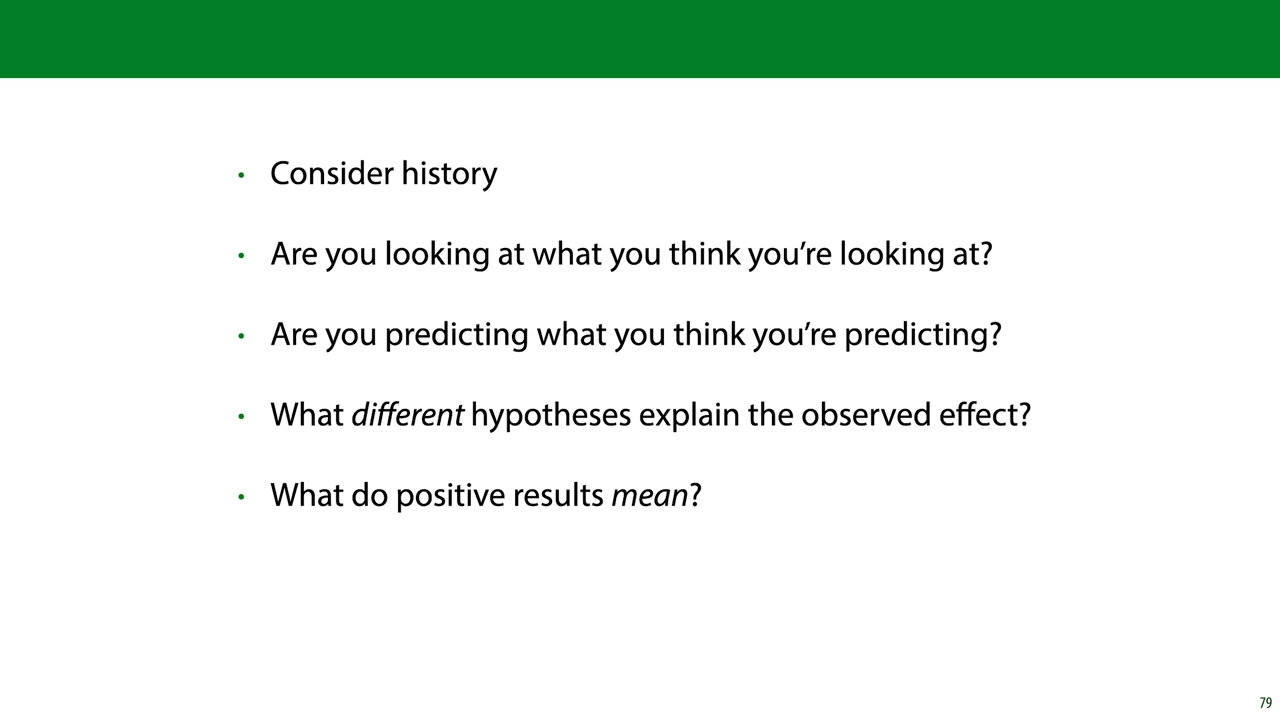 • Consider history
• Are you looking at what you think you’re looking at?
• Are you predicting what you think you’re predicting?
• What different hypotheses explain the observed effect?
• What do positive results mean?
79